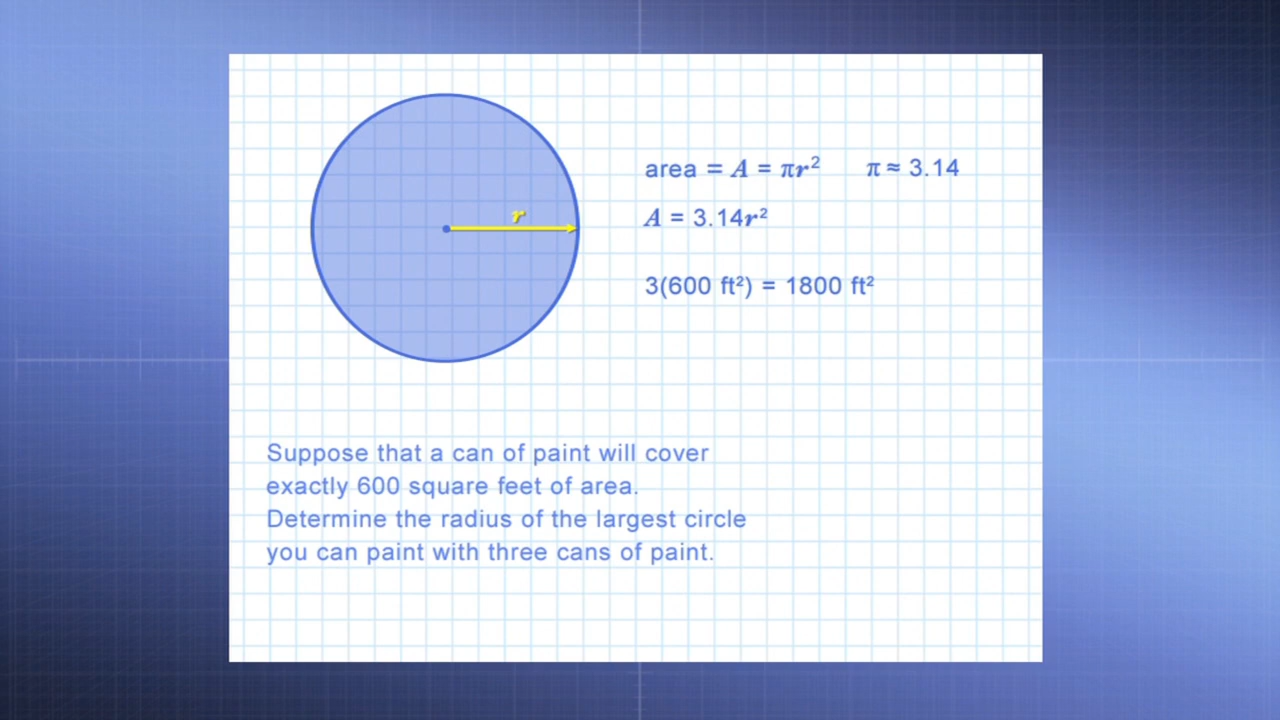 r
area = A = πr² π ≈ 3.14
A = 3.14r²
3(600 ft²) = 1800 ft²
Suppose that a can of paint will cover
exactly 600 square feet of area.
Determine the radius of the largest circle
you can paint with three cans of paint.